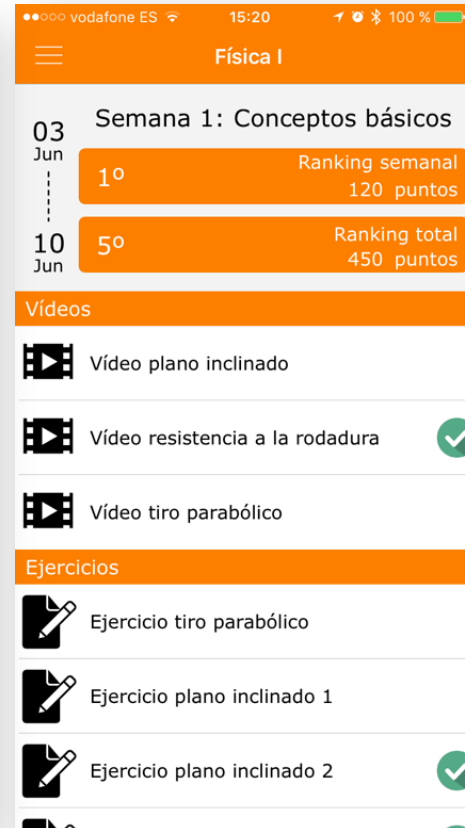 vodafone ES 15:20 100 %
Física I
Semana 1: Conceptos básicos
03
Jun
1º Ranking semanal
120 puntos
10
Jun
5º Ranking total
450 puntos
Vídeos
Vídeo plano inclinado
Vídeo resistencia a la rodadura
Vídeo tiro parabólico
Ejercicios
Ejercicio tiro parabólico
Ejercicio plano inclinado 1
Ejercicio plano inclinado 2